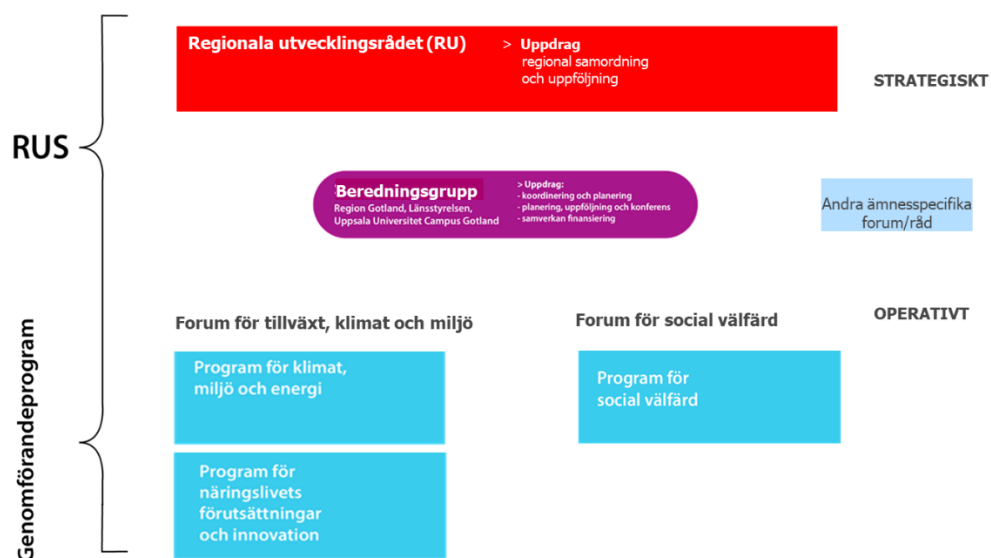 Regionala utvecklingsrådet (RU)
> Uppdrag
regional samordning
och uppföljning
STRATEGISKT
RUS
Beredningsgrupp
Region Gotland, Länsstyrelsen,
Uppsala Universitet Campus Gotland
> Uppdrag:
- koordinering och planering
- planering, uppföljning och konferens
- samverkan finansiering
Andra ämnesspecifika
forum/råd
OPERATIVT
Genomförandeprogram
Forum för tillväxt, klimat och miljö
Program för klimat,
miljö och energi
Program för
näringslivets
förutsättningar
och innovation
Forum för social välfärd
Program för
social välfärd